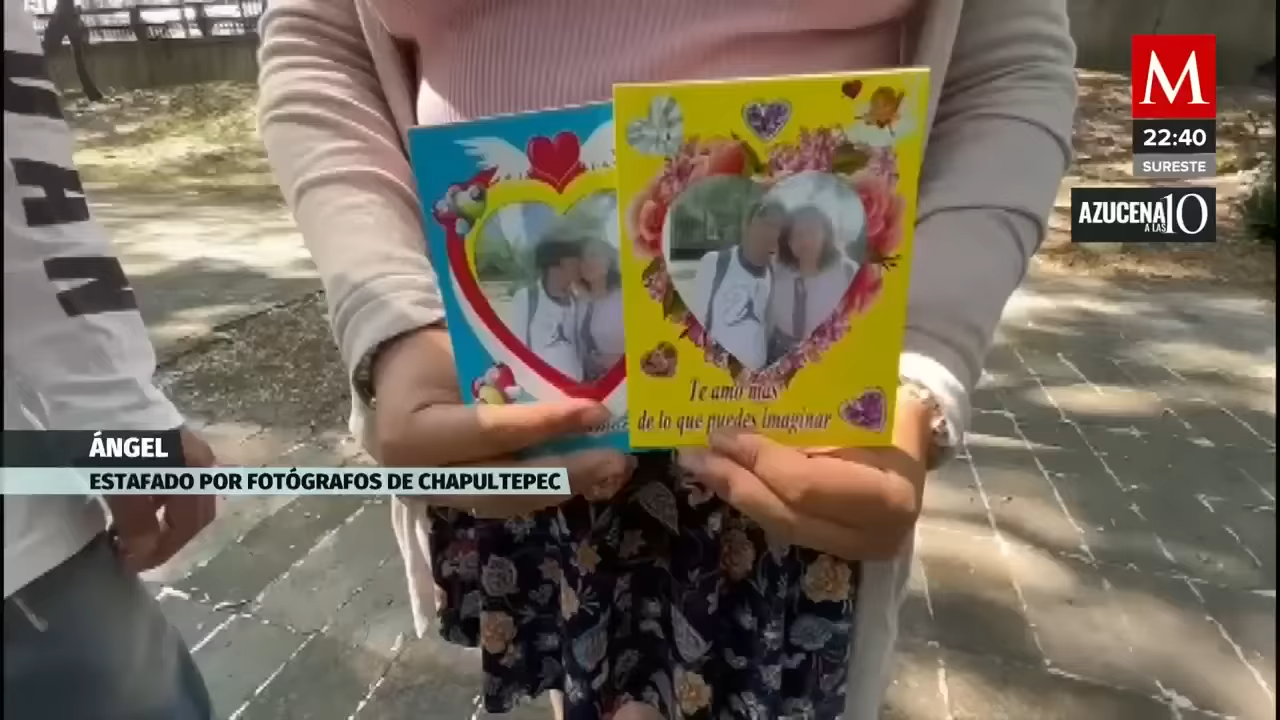 M
22:40
SURESTE
AZUCENA
A LAS 10
Te amo mas
de lo que puedes imaginar
ÁNGEL
ESTAFADO POR FOTÓGRAFOS DE CHAPULTEPEC